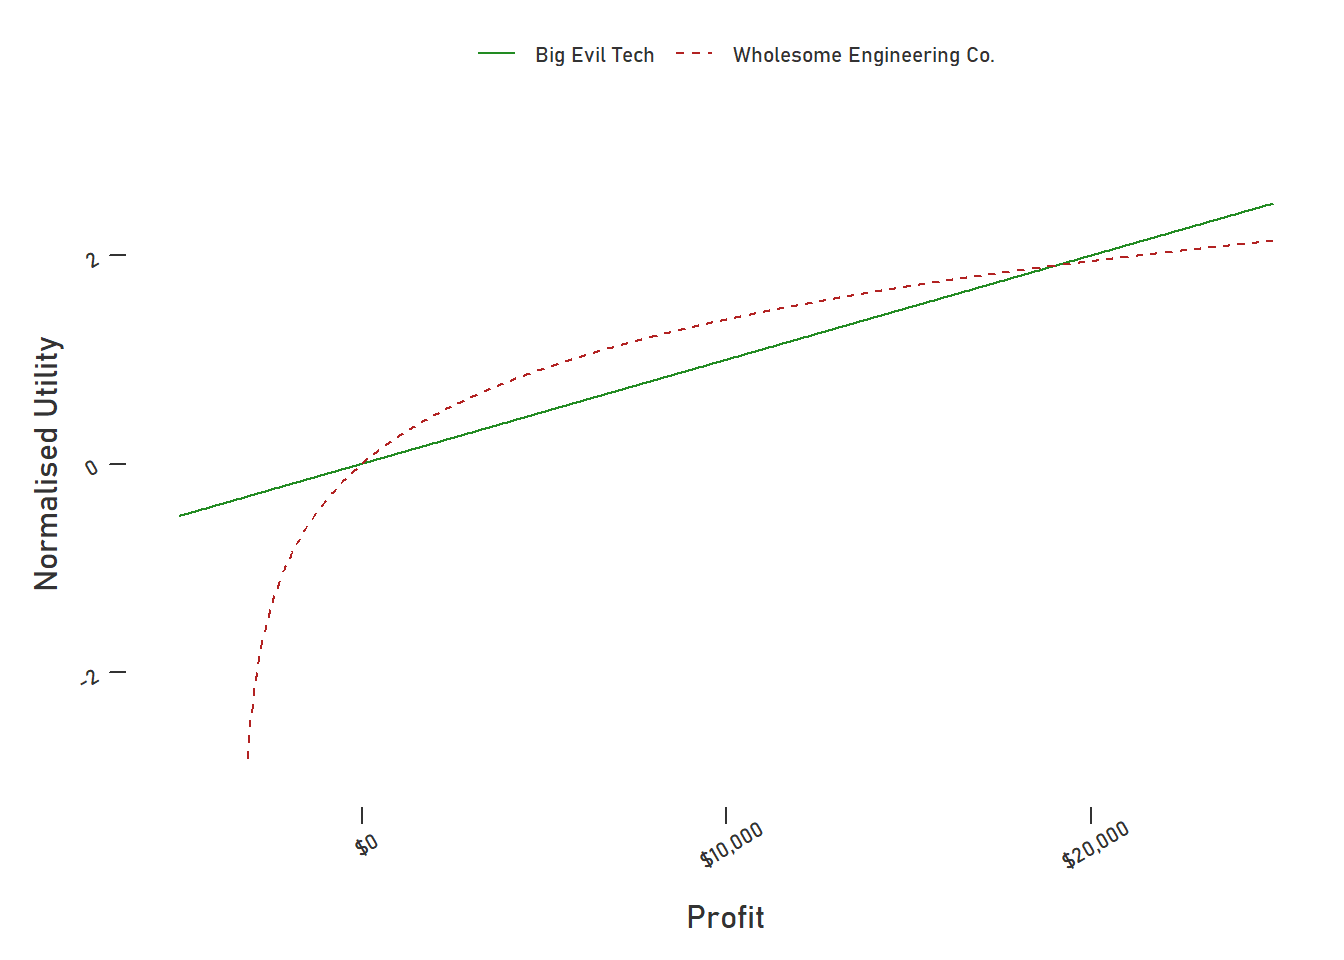 Big Evil Tech Wholesome Engineering Co.
Normalised Utility
2
0
-2
$0 $10,000 $20,000
Profit